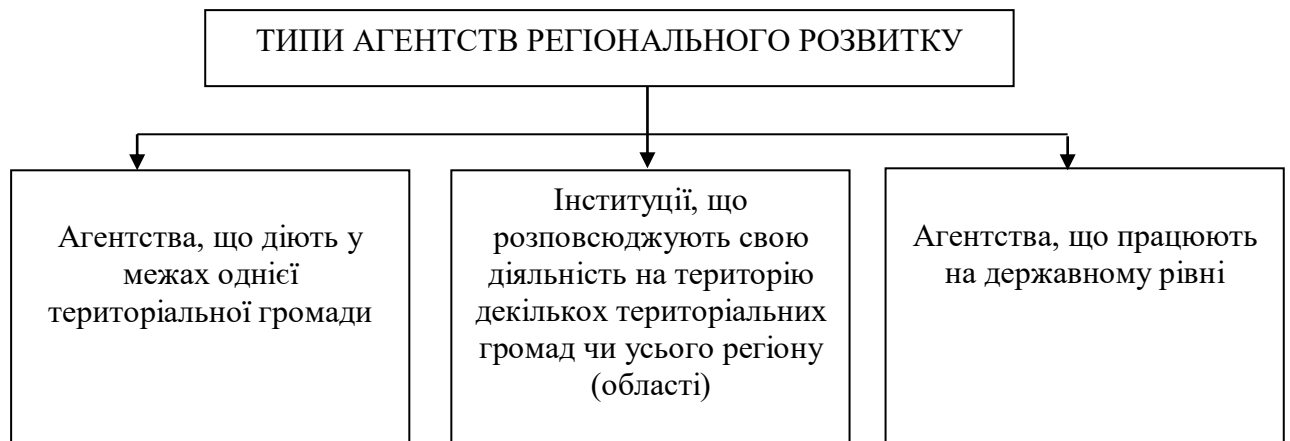 ТИПИ АГЕНТСТВ РЕГІОНАЛЬНОГО РОЗВИТКУ
Агентства, що діють у
межах однієї
територіальної громади
Інституції, що
розповсюджують свою
діяльність на територію
декількох територіальних
громад чи усього регіону
(області)
Агентства, що працюють
на державному рівні